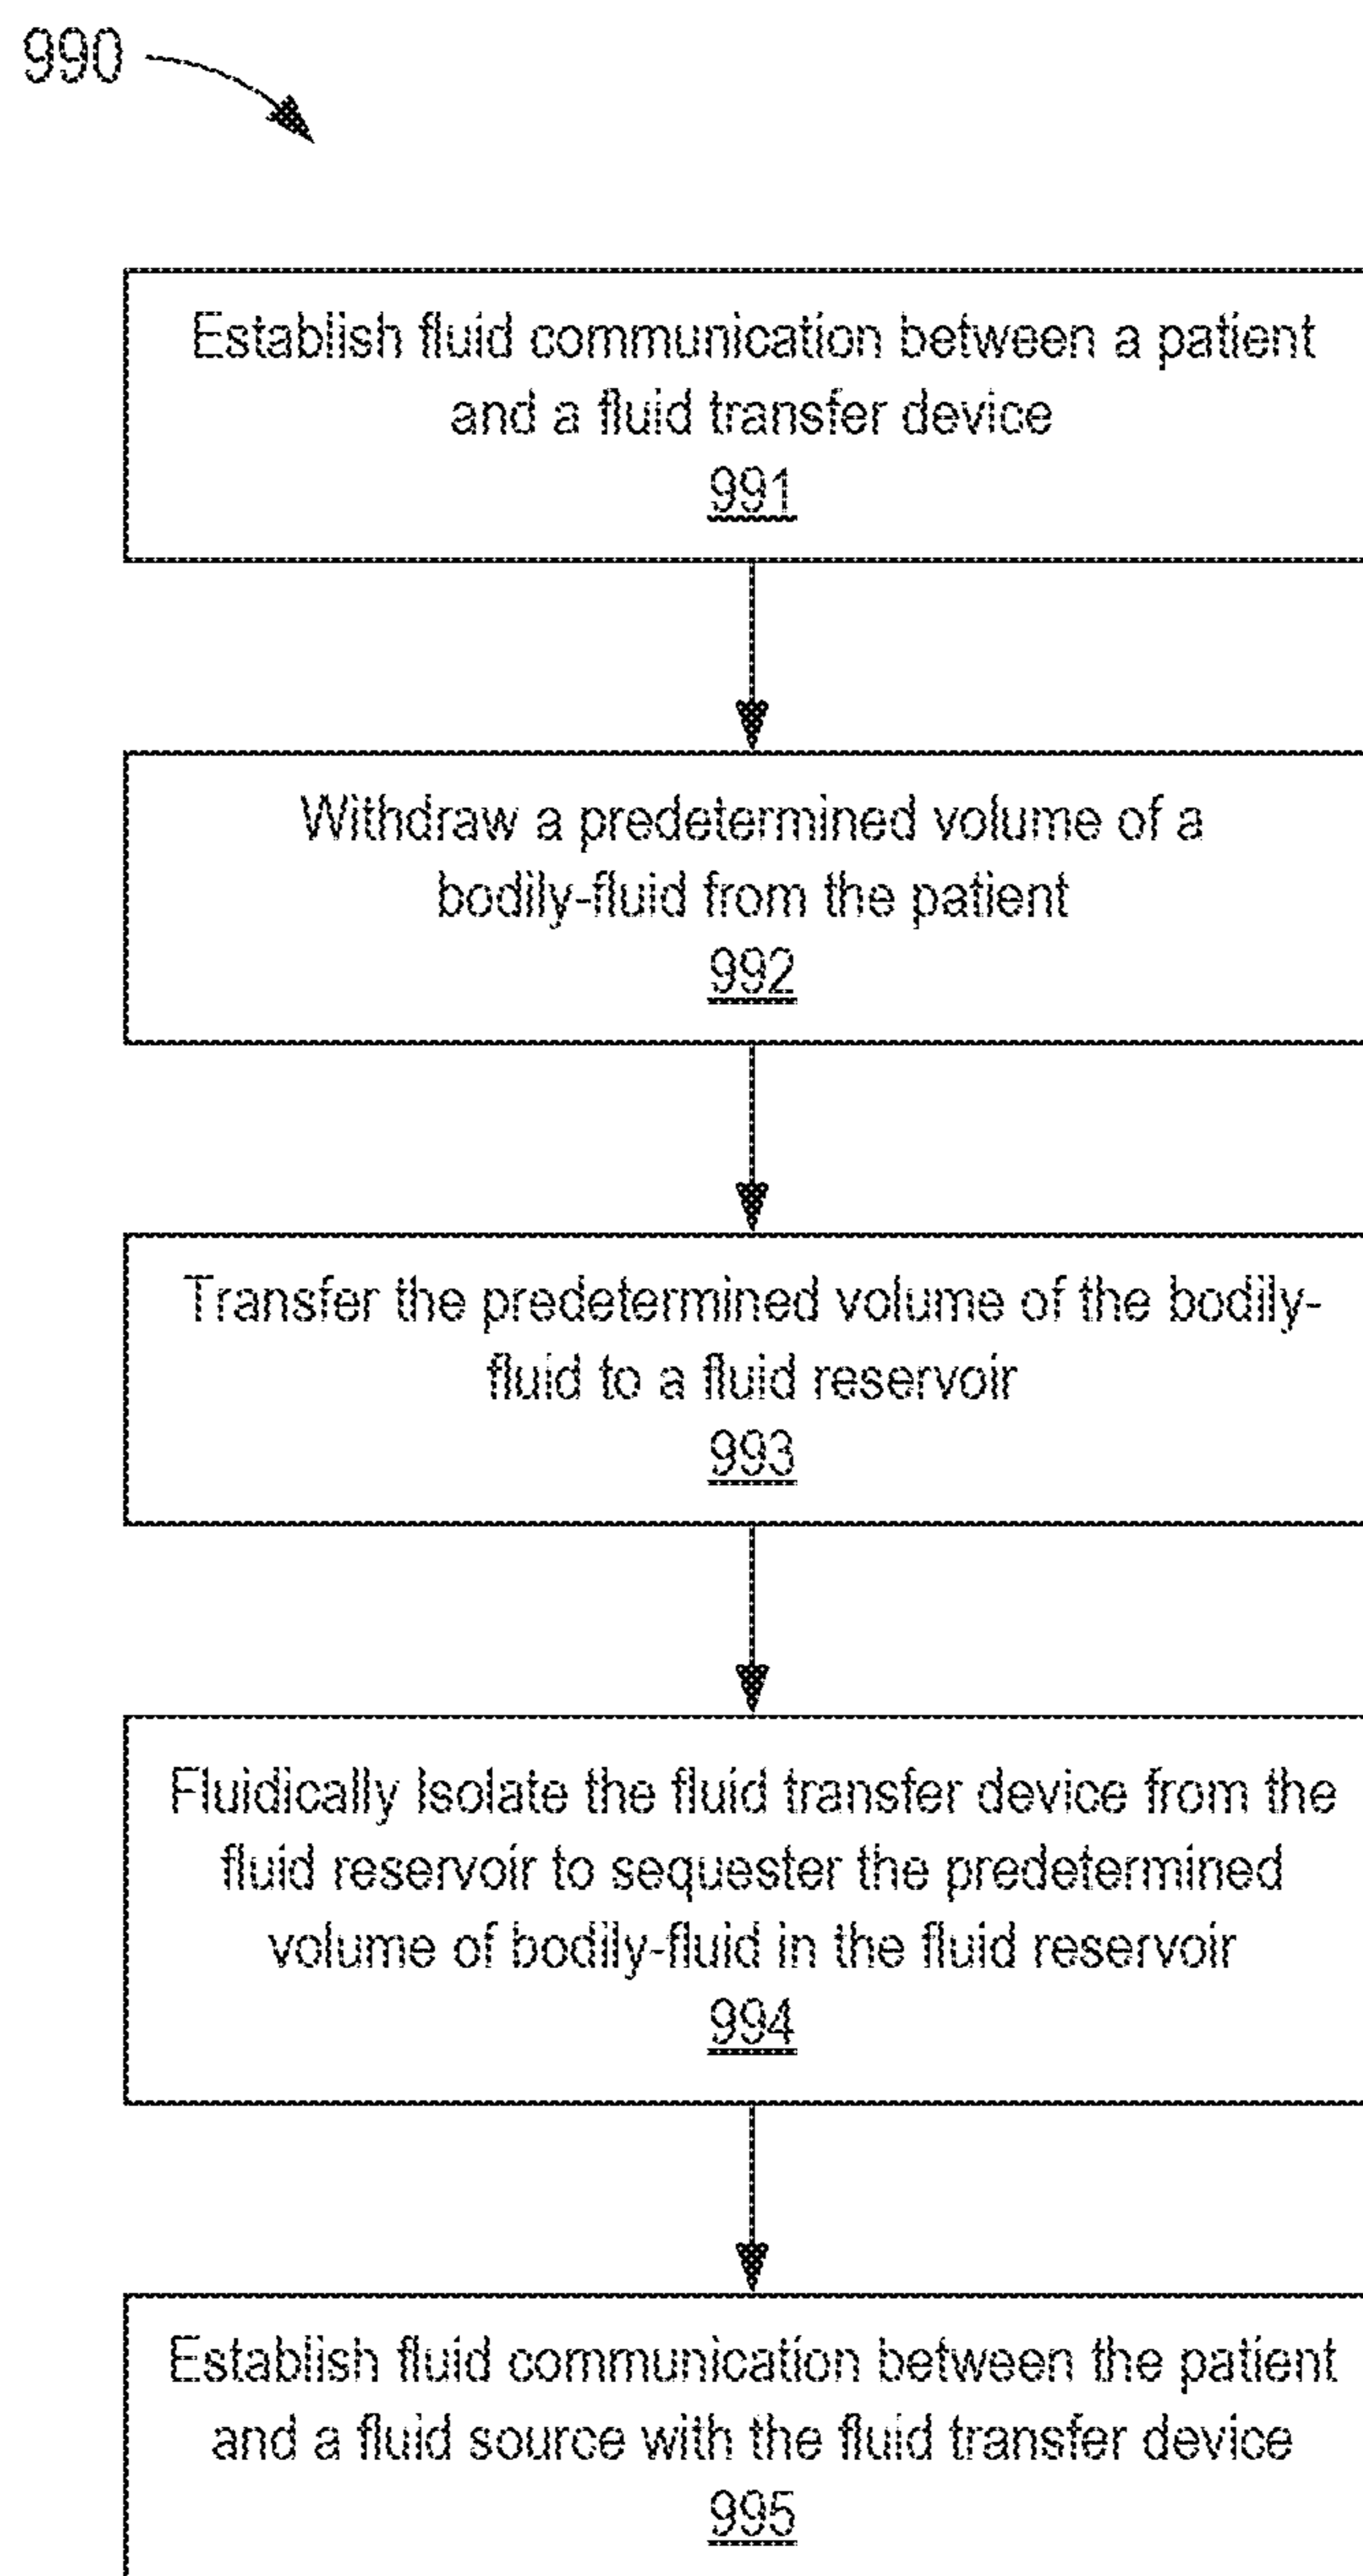 990
Establish fluid communication between a patient
and a fluid transfer device
991
Withdraw a predetermined volume of a
bodily-fluid from the patient
992
Transfer the predetermined volume of the bodily-
fluid to a fluid reservoir
993
Fluidically Isolate the fluid transfer device from the
fluid reservoir to sequester the predetermined
volume of bodily-fluid in the fluid reservoir
994
Establish fluid communication between the patient
and a fluid source with the fluid transfer device
995